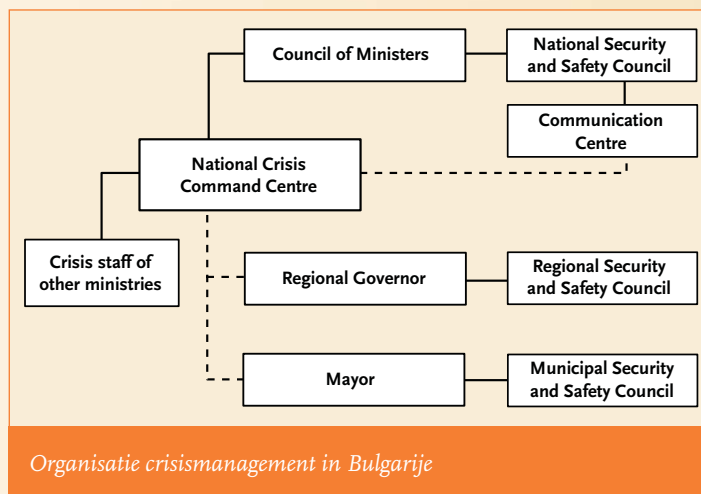 Council of Ministers
National Security
and Safety Council
Communication
Centre
National Crisis
Command Centre
Crisis staff of
other ministries
Regional Governor
Regional Security
and Safety Council
Mayor
Municipal Security
and Safety Council
Organisatie crisismanagement in Bulgarije